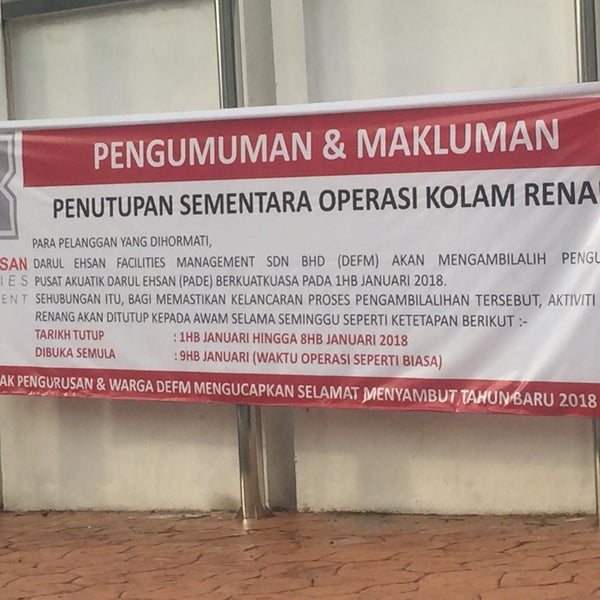 PENGUMUMAN & MAKLUMAN
PENUTUPAN SEMENTARA OPERASI KOLAM
PARA PELANGGAN YANG DIHORMATI,
DARUL EHSAN FACILITIES MANAGEMENT SDN BHD (DEFM) AKAN MENGAMBILALIH
PUSAT AKUATIK DARUL EHSAN (PADE) BERKUATKUASA PADA 1HB JANUARI 2018.
SEHUBUNGAN ITU, BAGI MEMASTIKAN KELANCARAN PROSES PENGAMBILALIHAN TERSEBUT, AKTIVITI
RENANG AKAN DITUTUP KEPADA AWAM SELAMA SEMINGGU SEPERTI KETETAPAN BERIKUT :-
TARIKH TUTUP : 1HB JANUARI HINGGA 8HB JANUARI 2018
DIBUKA SEMULA : 9HB JANUARI (WAKTU OPERASI SEPERTI BIASA)
PENGURUSAN & WARGA DEFM MENGUCAPKAN SELAMAT MENYAMBUT TAHUN BARU 2018